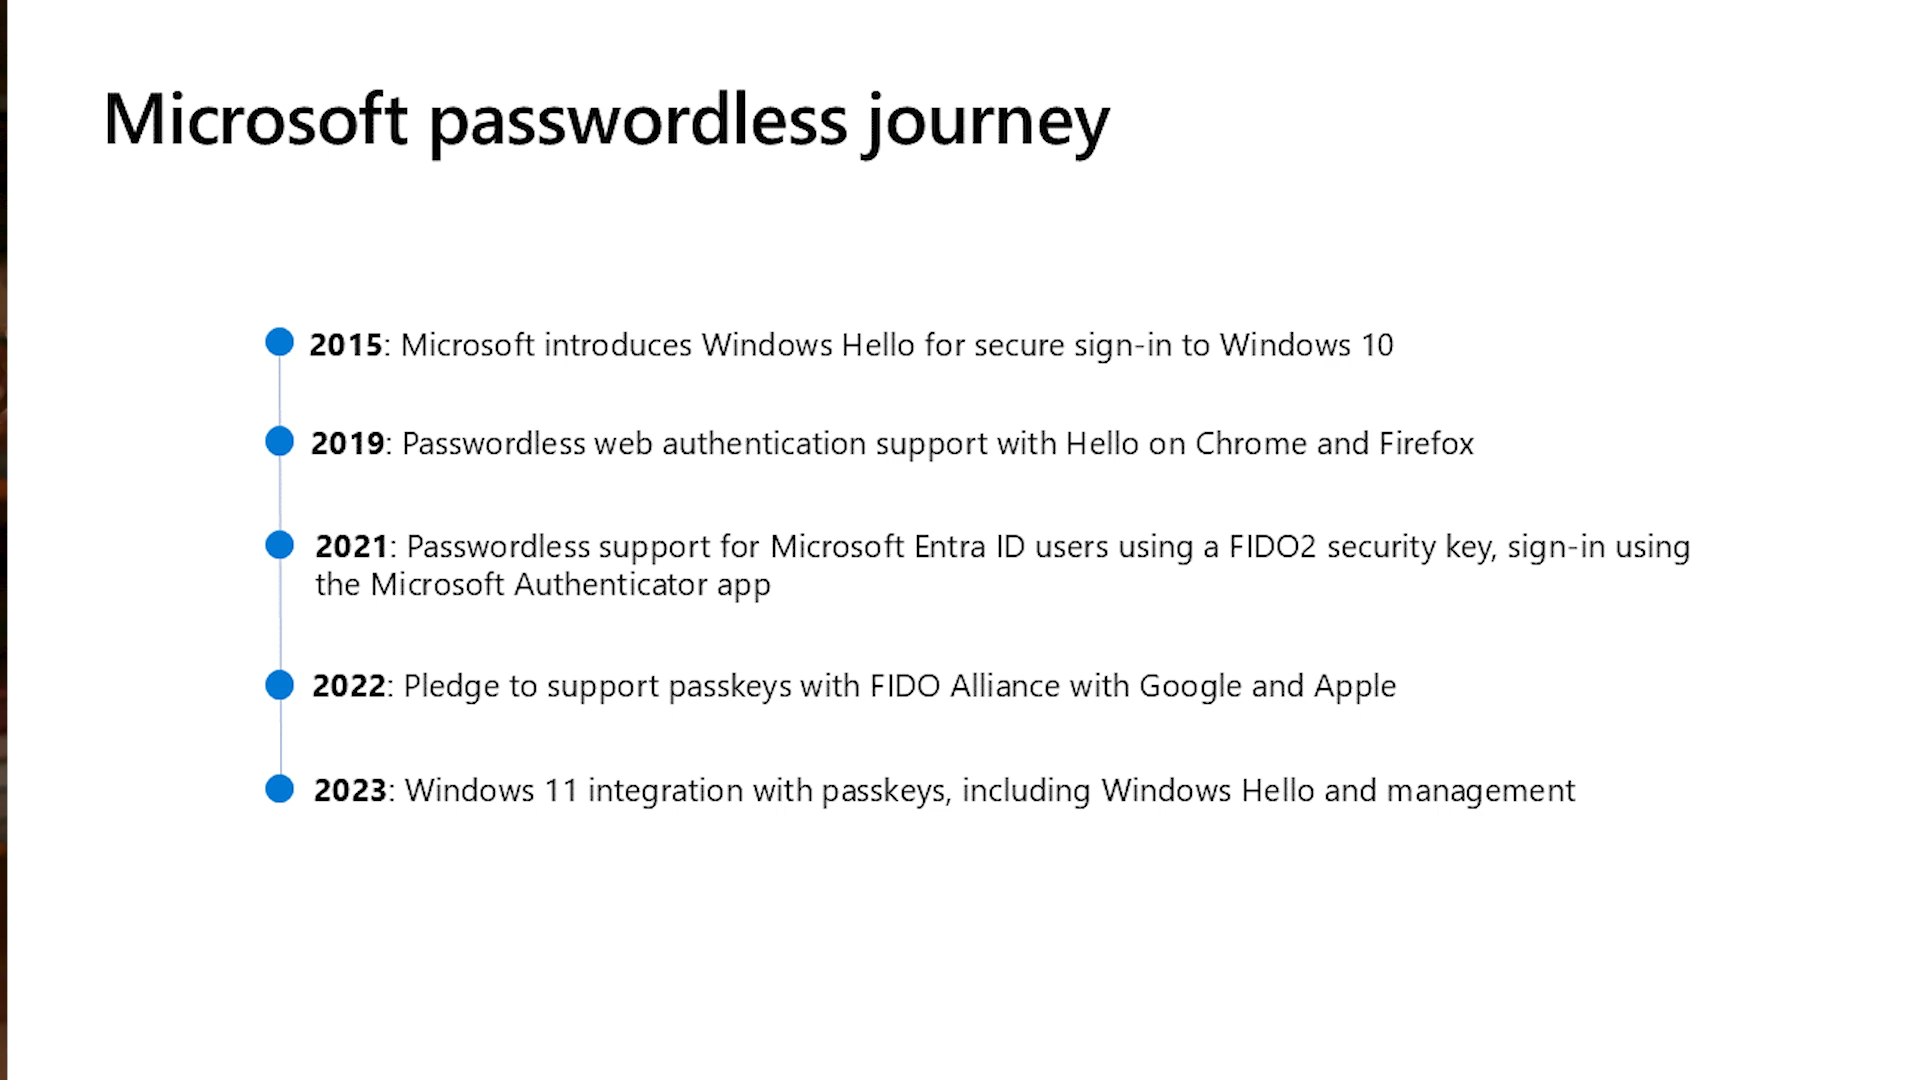 Microsoft passwordless journey
2015: Microsoft introduces Windows Hello for secure sign-in to Windows 10
2019: Passwordless web authentication support with Hello on Chrome and Firefox
2021: Passwordless support for Microsoft Entra ID users using a FIDO2 security key, sign-in using
the Microsoft Authenticator app
2022: Pledge to support passkeys with FIDO Alliance with Google and Apple
2023: Windows 11 integration with passkeys, including Windows Hello and management